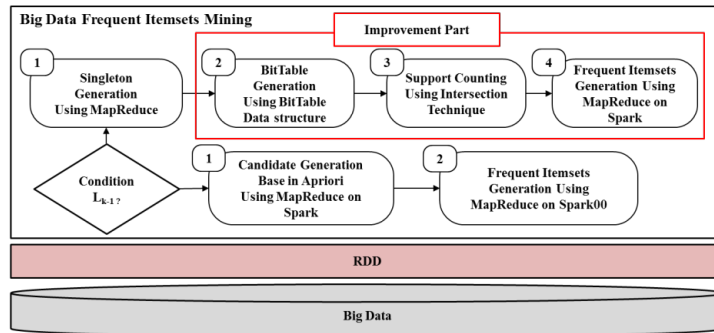 Big Data Frequent Itemsets Mining
Improvement Part
1
Singleton
Generation
Using MapReduce
2
BitTable
Generation
Using BitTable
Data structure
3
Support Counting
Using Intersection
Technique
4
Frequent Itemsets
Generation Using
MapReduce on
Spark
Condition
Lk-1 ?
1
Candidate Generation
Base in Apriori
Using MapReduce on
Spark
2
Frequent Itemsets
Generation Using
MapReduce on Spark00
RDD
Big Data